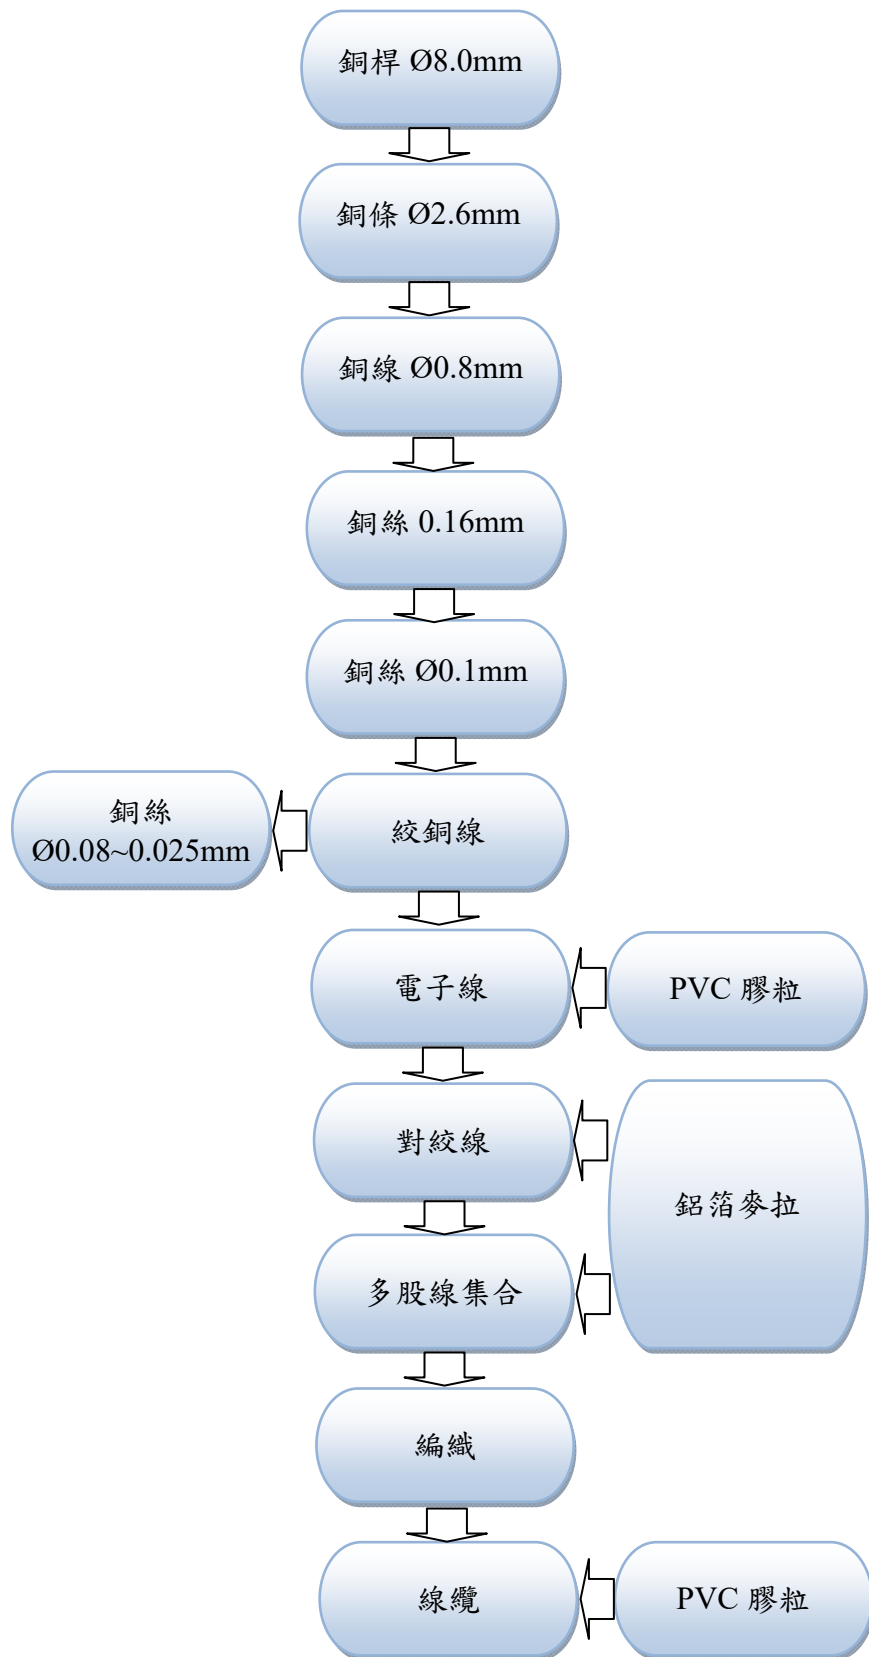 銅桿 Ø8.0mm
銅條 Ø2.6mm
銅線 Ø0.8mm
銅絲 0.16mm
銅絲 Ø0.1mm
銅絲
Ø0.08~0.025mm
絞銅線
電子線
PVC 膠粒
對絞線
鋁箔麥拉
多股線集合
編織
線纜
PVC 膠粒